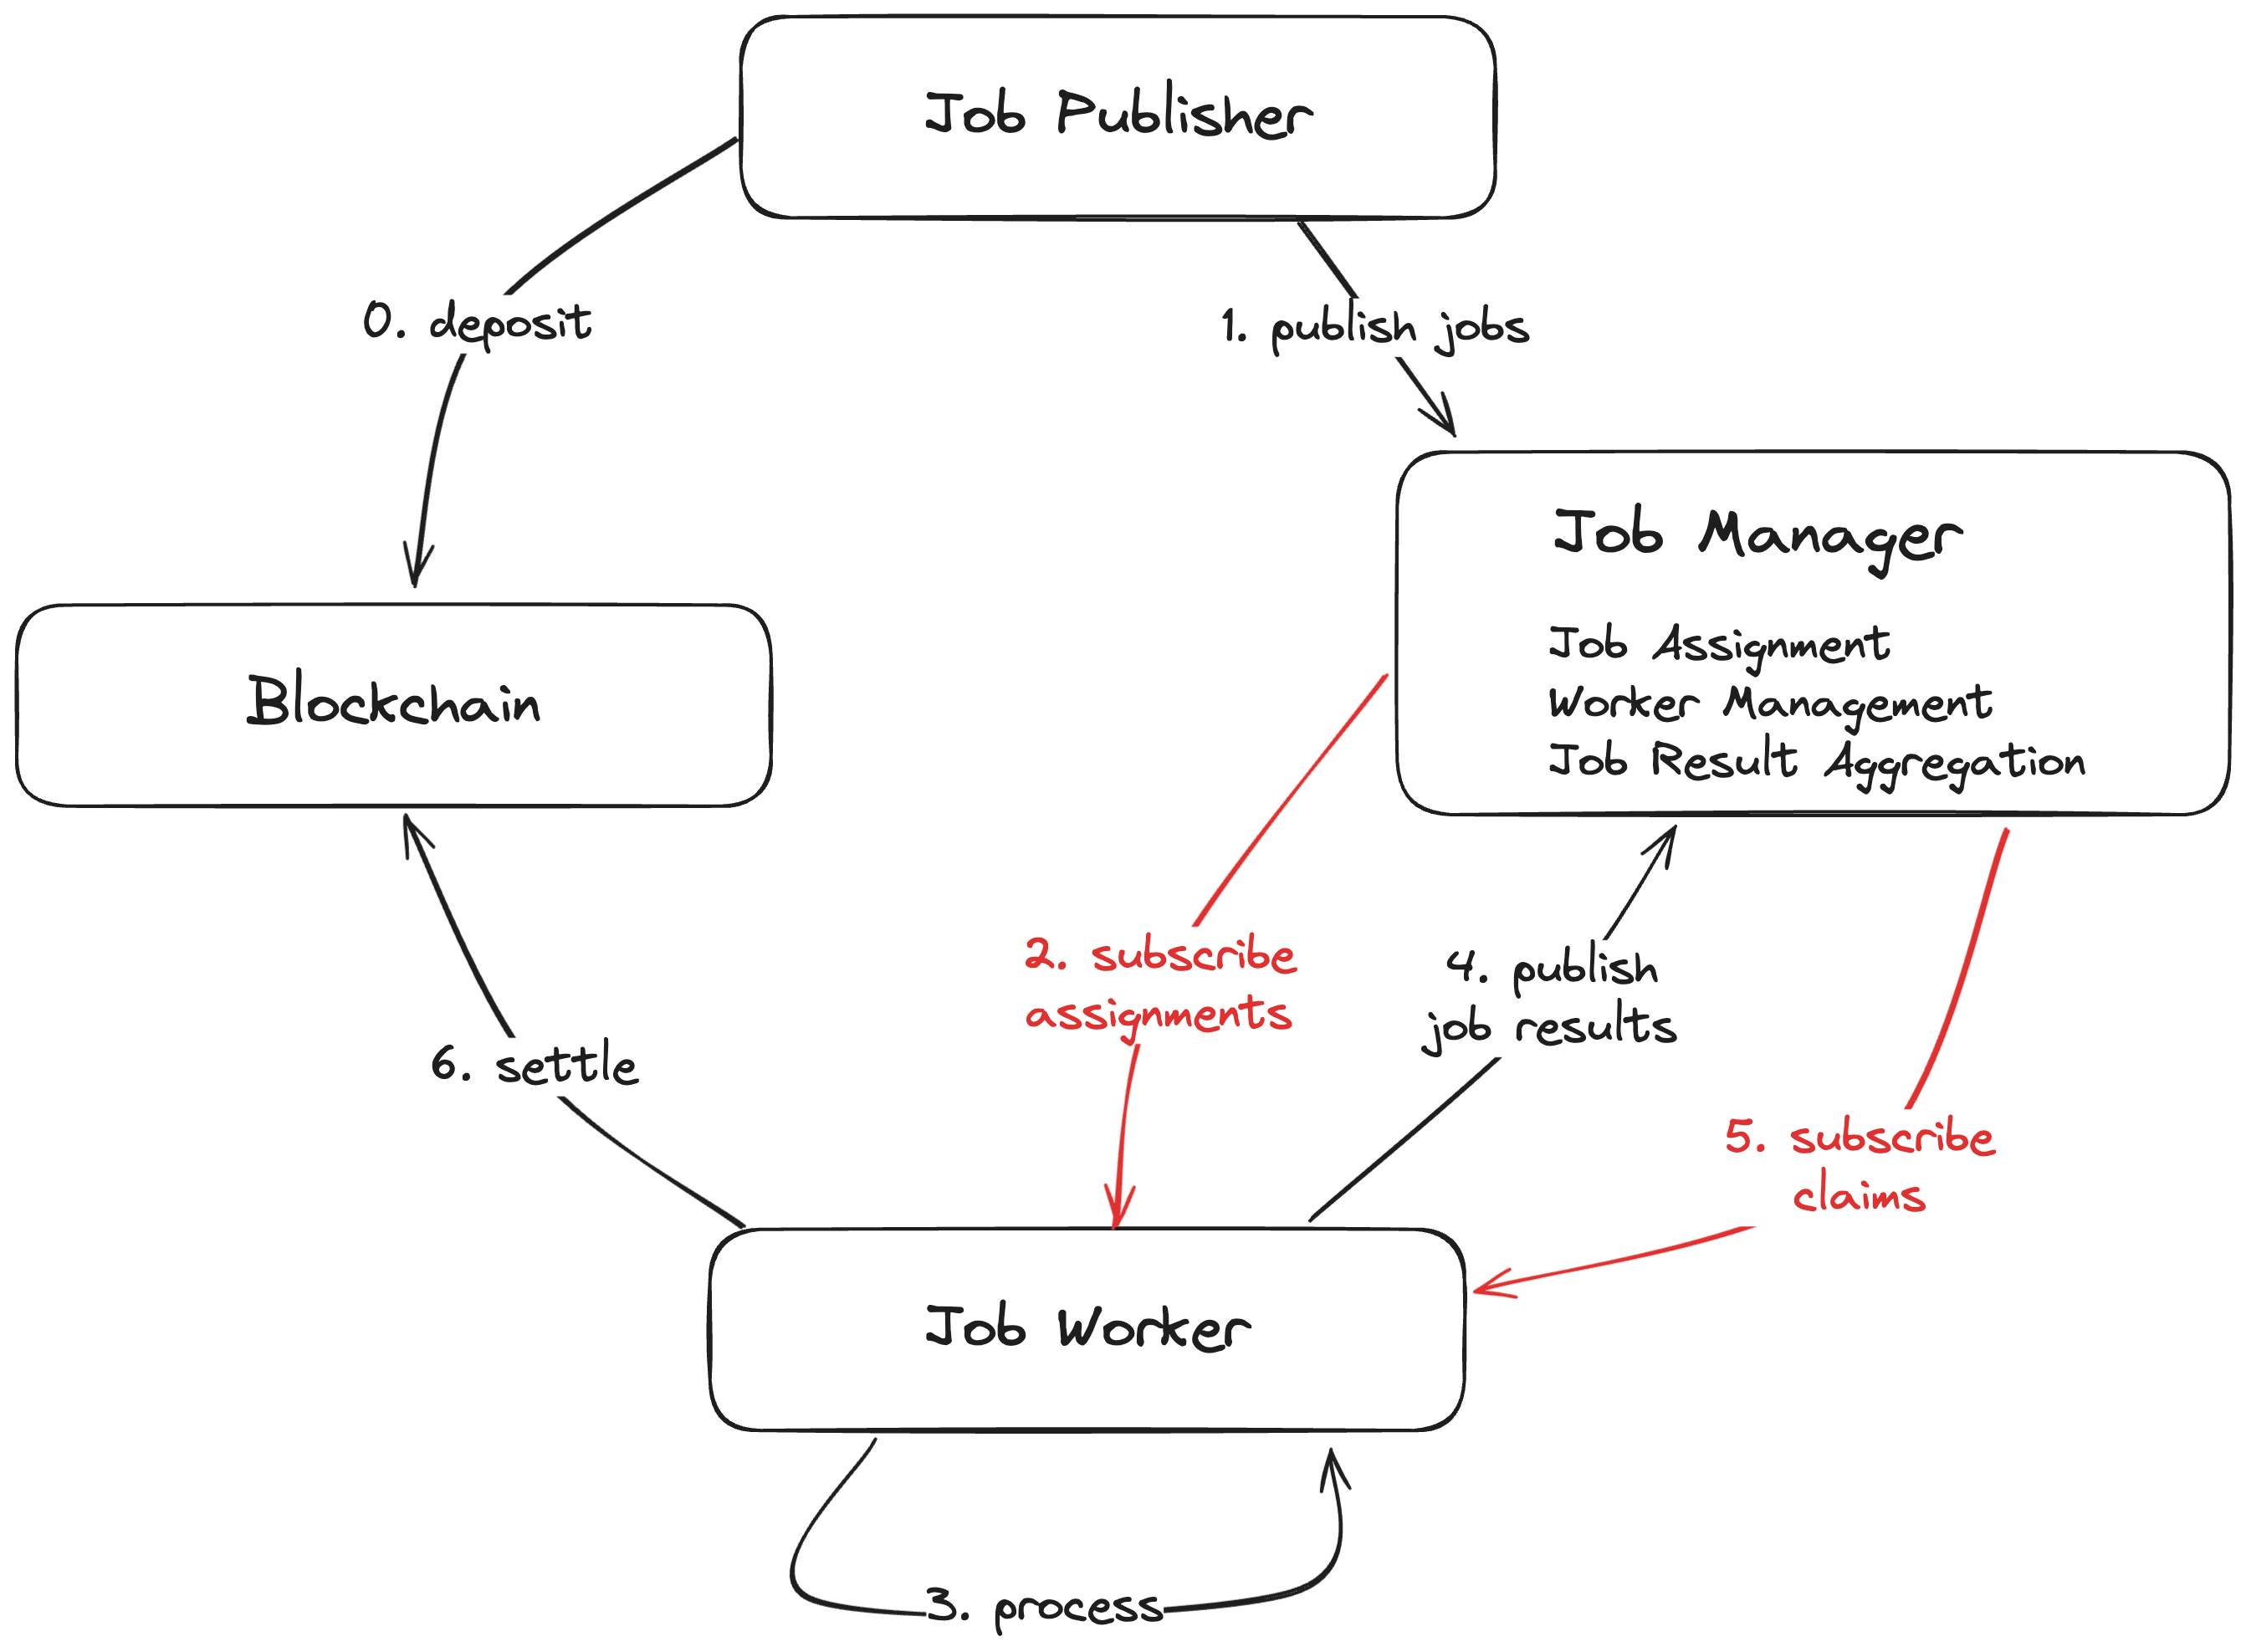 Job Publisher
0. deposit
1. publish jobs
Job Manager
Job Assignment
Worker Management
Job Result Aggregation
Blockchain
2. subscribe
assignments
4. publish
job results
6. settle
5. subscribe
claims
Job Worker
3. process